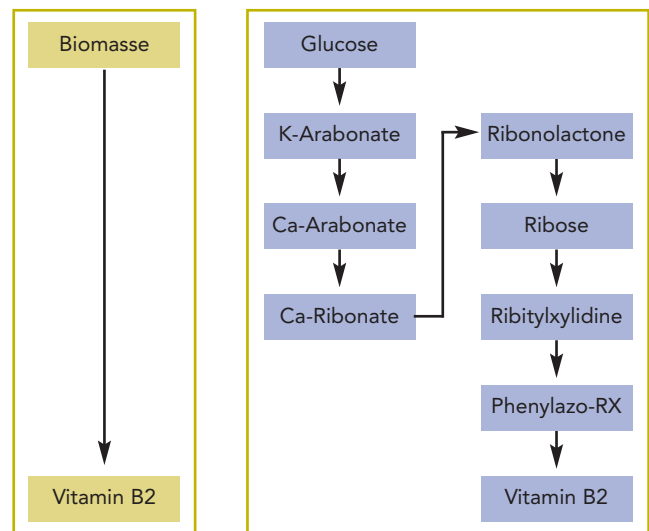 Biomasse
Vitamin B2
Glucose
K-Arabonate
Ca-Arabonate
Ca-Ribonate
Ribonolactone
Ribose
Ribitylxylidine
Phenylazo-RX
Vitamin B2